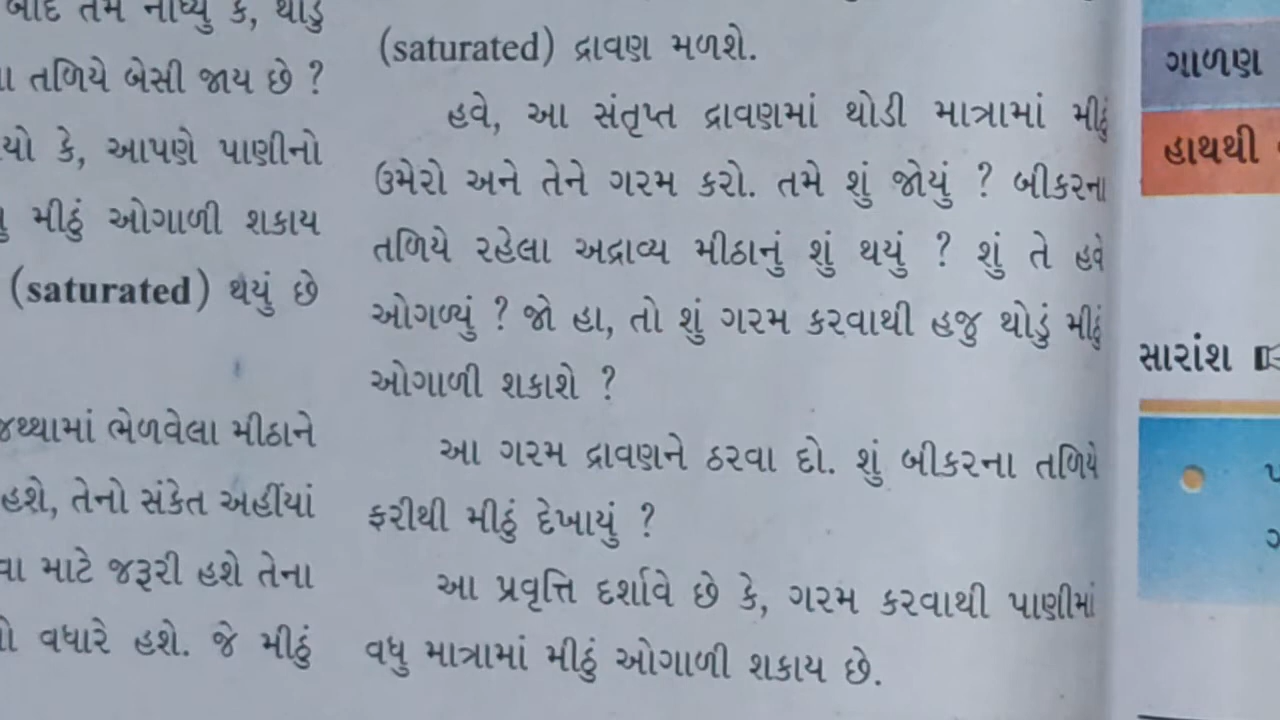 બાદ તમે નોંધ્યું કે, થોડું
તળિયે બેસી જાય છે ?
કે, આપણે પાણીનો
મીઠું ઓગાળી શકાય
(saturated) થયું છે
ભેળવેલા મીઠાને
હશે, તેનો સંકેત અહીંયાં
માટે જરૂરી હશે તેના
વધારે હશે. જે મીઠું
(saturated) દ્રાવણ મળશે.
હવે, આ સંતૃપ્ત દ્રાવણમાં થોડી માત્રામાં મીઠું
ઉમેરો અને તેને ગરમ કરો. તમે શું જોયું ? બીકરના
તળિયે રહેલા અદ્રાવ્ય મીઠાનું શું થયું ? શું તે હવે
ઓગળ્યું ? જો હા, તો શું ગરમ કરવાથી હજુ થોડું મીઠું
ઓગાળી શકાશે ?
આ ગરમ દ્રાવણને ઠરવા દો. શું બીકરના તળિયે
ફરીથી મીઠું દેખાયું ?
આ પ્રવૃત્તિ દર્શાવે છે કે, ગરમ કરવાથી પાણીમાં
વધુ માત્રામાં મીઠું ઓગાળી શકાય છે.
ગાળણ
હાથથી
સારાંશ